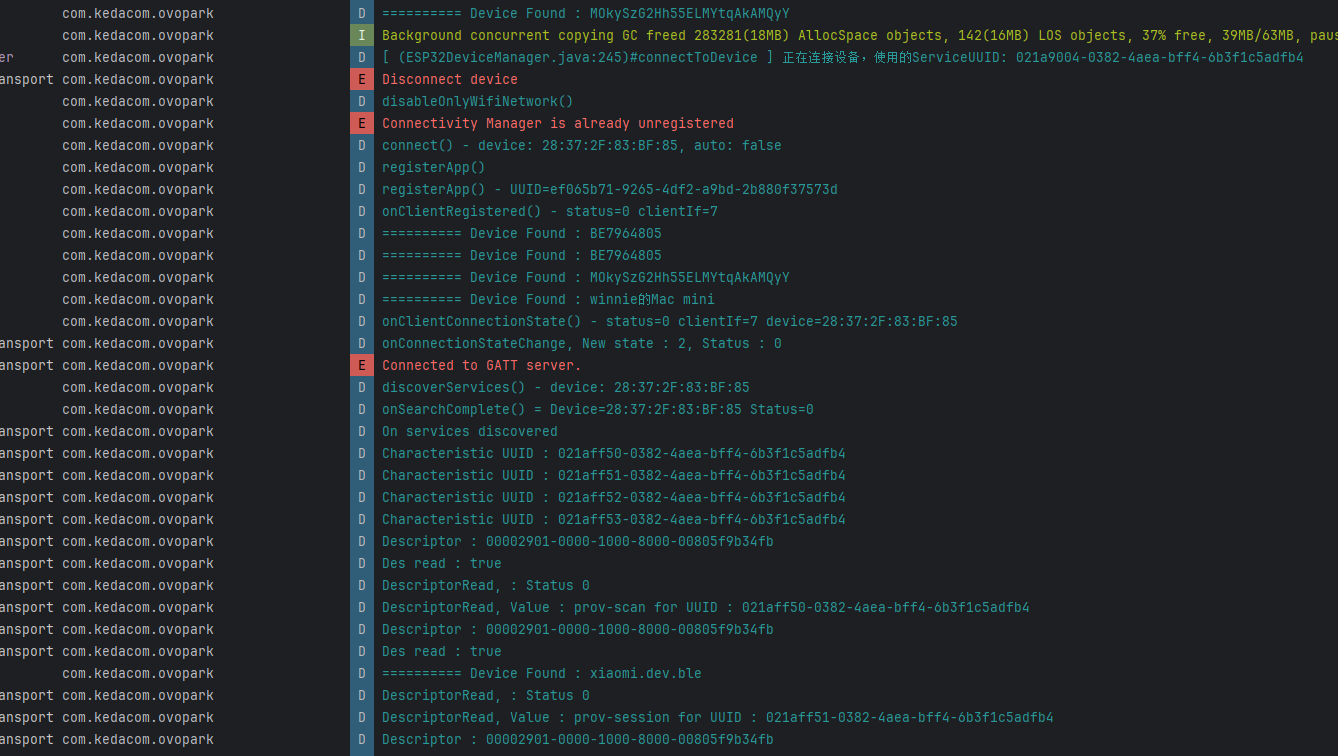 com.kedacom.ovopark D ========== Device Found : MOkySzG2Hh55ELMYtqAkAMQyY
com.kedacom.ovopark I Background concurrent copying GC freed 283281(18MB) AllocSpace objects, 142(16MB) LOS objects, 37% free, 39MB/63MB, paus
er com.kedacom.ovopark D [ (ESP32DeviceManager.java:245)#connectToDevice ] 正在连接设备，使用的ServiceUUID: 021a9004-0382-4aea-bff4-6b3f1c5adfb4
ansport com.kedacom.ovopark E Disconnect device
com.kedacom.ovopark D disableOnlyWifiNetwork()
com.kedacom.ovopark E Connectivity Manager is already unregistered
com.kedacom.ovopark D connect() - device: 28:37:2F:83:BF:85, auto: false
com.kedacom.ovopark D registerApp()
com.kedacom.ovopark D registerApp() - UUID=ef065b71-9265-4df2-a9bd-2b880f37573d
com.kedacom.ovopark D onClientRegistered() - status=0 clientIf=7
com.kedacom.ovopark D ========== Device Found : BE7964805
com.kedacom.ovopark D ========== Device Found : BE7964805
com.kedacom.ovopark D ========== Device Found : MOkySzG2Hh55ELMYtqAkAMQyY
com.kedacom.ovopark D ========== Device Found : winnie的Mac mini
com.kedacom.ovopark D onClientConnectionState() - status=0 clientIf=7 device=28:37:2F:83:BF:85
ansport com.kedacom.ovopark D onConnectionStateChange, New state : 2, Status : 0
ansport com.kedacom.ovopark E Connected to GATT server.
com.kedacom.ovopark D discoverServices() - device: 28:37:2F:83:BF:85
com.kedacom.ovopark D onSearchComplete() = Device=28:37:2F:83:BF:85 Status=0
ansport com.kedacom.ovopark D On services discovered
ansport com.kedacom.ovopark D Characteristic UUID : 021aff50-0382-4aea-bff4-6b3f1c5adfb4
ansport com.kedacom.ovopark D Characteristic UUID : 021aff51-0382-4aea-bff4-6b3f1c5adfb4
ansport com.kedacom.ovopark D Characteristic UUID : 021aff52-0382-4aea-bff4-6b3f1c5adfb4
ansport com.kedacom.ovopark D Characteristic UUID : 021aff53-0382-4aea-bff4-6b3f1c5adfb4
ansport com.kedacom.ovopark D Descriptor : 00002901-0000-1000-8000-00805f9b34fb
ansport com.kedacom.ovopark D Des read : true
ansport com.kedacom.ovopark D DescriptorRead, : Status 0
ansport com.kedacom.ovopark D DescriptorRead, Value : prov-scan for UUID : 021aff50-0382-4aea-bff4-6b3f1c5adfb4
ansport com.kedacom.ovopark D Descriptor : 00002901-0000-1000-8000-00805f9b34fb
ansport com.kedacom.ovopark D Des read : true
com.kedacom.ovopark D ========== Device Found : xiaomi.dev.ble
ansport com.kedacom.ovopark D DescriptorRead, : Status 0
ansport com.kedacom.ovopark D DescriptorRead, Value : prov-session for UUID : 021aff51-0382-4aea-bff4-6b3f1c5adfb4
ansport com.kedacom.ovopark D Descriptor : 00002901-0000-1000-8000-00805f9b34fb